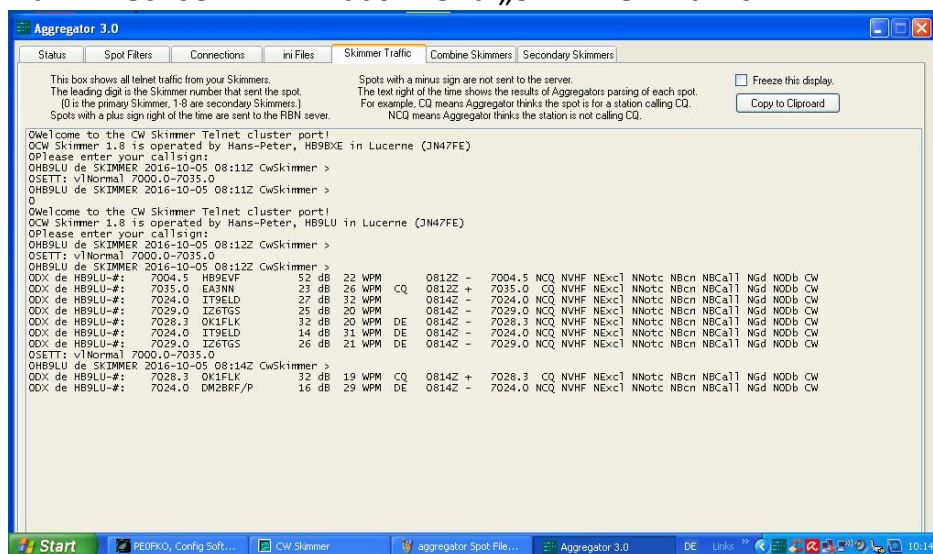 Aggregator 3.0
Status Spot Filters Connections ini Files Skimmer Traffic Combine Skimmers Secondary Skimmers
This box shows all telnet traffic from your Skimmers.
The leading digit is the Skimmer number that sent the spot.
(0 is the primary Skimmer, 1-8 are secondary Skimmers.)
Spots with a plus sign right of the time are sent to the RBN sever.
Spots with a minus sign are not sent to the server.
The text right of the time shows the results of Aggregators parsing of each spot.
For example, CQ means Aggregator thinks the spot is for a station calling CQ.
NCQ means Aggregator thinks the station is not calling CQ.
Freeze this display.
Copy to Cliproard
0Welcome to the CW Skimmer Telnet cluster port!
0CW Skimmer 1.8 is operated by Hans-Peter, HB9BXE in Lucerne (JN47FE)
0Please enter your callsign:
0HB9LU de SKIMMER 2016-10-05 08:11Z CwSkimmer >
0SETT: vlNormal 7000.0-7035.0
0HB9LU de SKIMMER 2016-10-05 08:11Z CwSkimmer >
0
0Welcome to the CW Skimmer Telnet cluster port!
0CW Skimmer 1.8 is operated by Hans-Peter, HB9LU in Lucerne (JN47FE)
0Please enter your callsign:
0HB9LU de SKIMMER 2016-10-05 08:12Z CwSkimmer >
0SETT: vlNormal 7000.0-7035.0
0HB9LU de SKIMMER 2016-10-05 08:12Z CwSkimmer >
0DX de HB9LU-#: 7004.5 HB9EVF 52 dB 22 WPM 0812Z - 7004.5 NCQ NVHF NExcl NNotc NBcn NBCall NGd NODb CW
0DX de HB9LU-#: 7035.0 EA3NN 23 dB 26 WPM CQ 0812Z + 7035.0 CQ NVHF NExcl NNotc NBcn NBCall NGd NODb CW
0DX de HB9LU-#: 7024.0 IT9ELD 27 dB 32 WPM 0814Z - 7024.0 NCQ NVHF NExcl NNotc NBcn NBCall NGd NODb CW
0DX de HB9LU-#: 7029.0 IZ6TGS 25 dB 20 WPM 0814Z - 7029.0 NCQ NVHF NExcl NNotc NBcn NBCall NGd NODb CW
0DX de HB9LU-#: 7028.3 OK1FLK 32 dB 20 WPM DE 0814Z - 7028.3 NCQ NVHF NExcl NNotc NBcn NBCall NGd NODb CW
0DX de HB9LU-#: 7024.0 IT9ELD 14 dB 31 WPM DE 0814Z - 7024.0 NCQ NVHF NExcl NNotc NBcn NBCall NGd NODb CW
0DX de HB9LU-#: 7029.0 IZ6TGS 26 dB 21 WPM DE 0814Z - 7029.0 NCQ NVHF NExcl NNotc NBcn NBCall NGd NODb CW
0SETT: vlNormal 7000.0-7035.0
0HB9LU de SKIMMER 2016-10-05 08:14Z CwSkimmer >
0DX de HB9LU-#: 7028.3 OK1FLK 32 dB 19 WPM CQ 0814Z + 7028.3 CQ NVHF NExcl NNotc NBcn NBCall NGd NODb CW
0DX de HB9LU-#: 7024.0 DM2BRF/P 16 dB 29 WPM DE 0814Z - 7024.0 NCQ NVHF NExcl NNotc NBcn NBCall NGd NODb CW
Start PE0FKO, Config Soft... CW Skimmer aggregator Spot File... Aggregator 3.0 DE Links 10:14